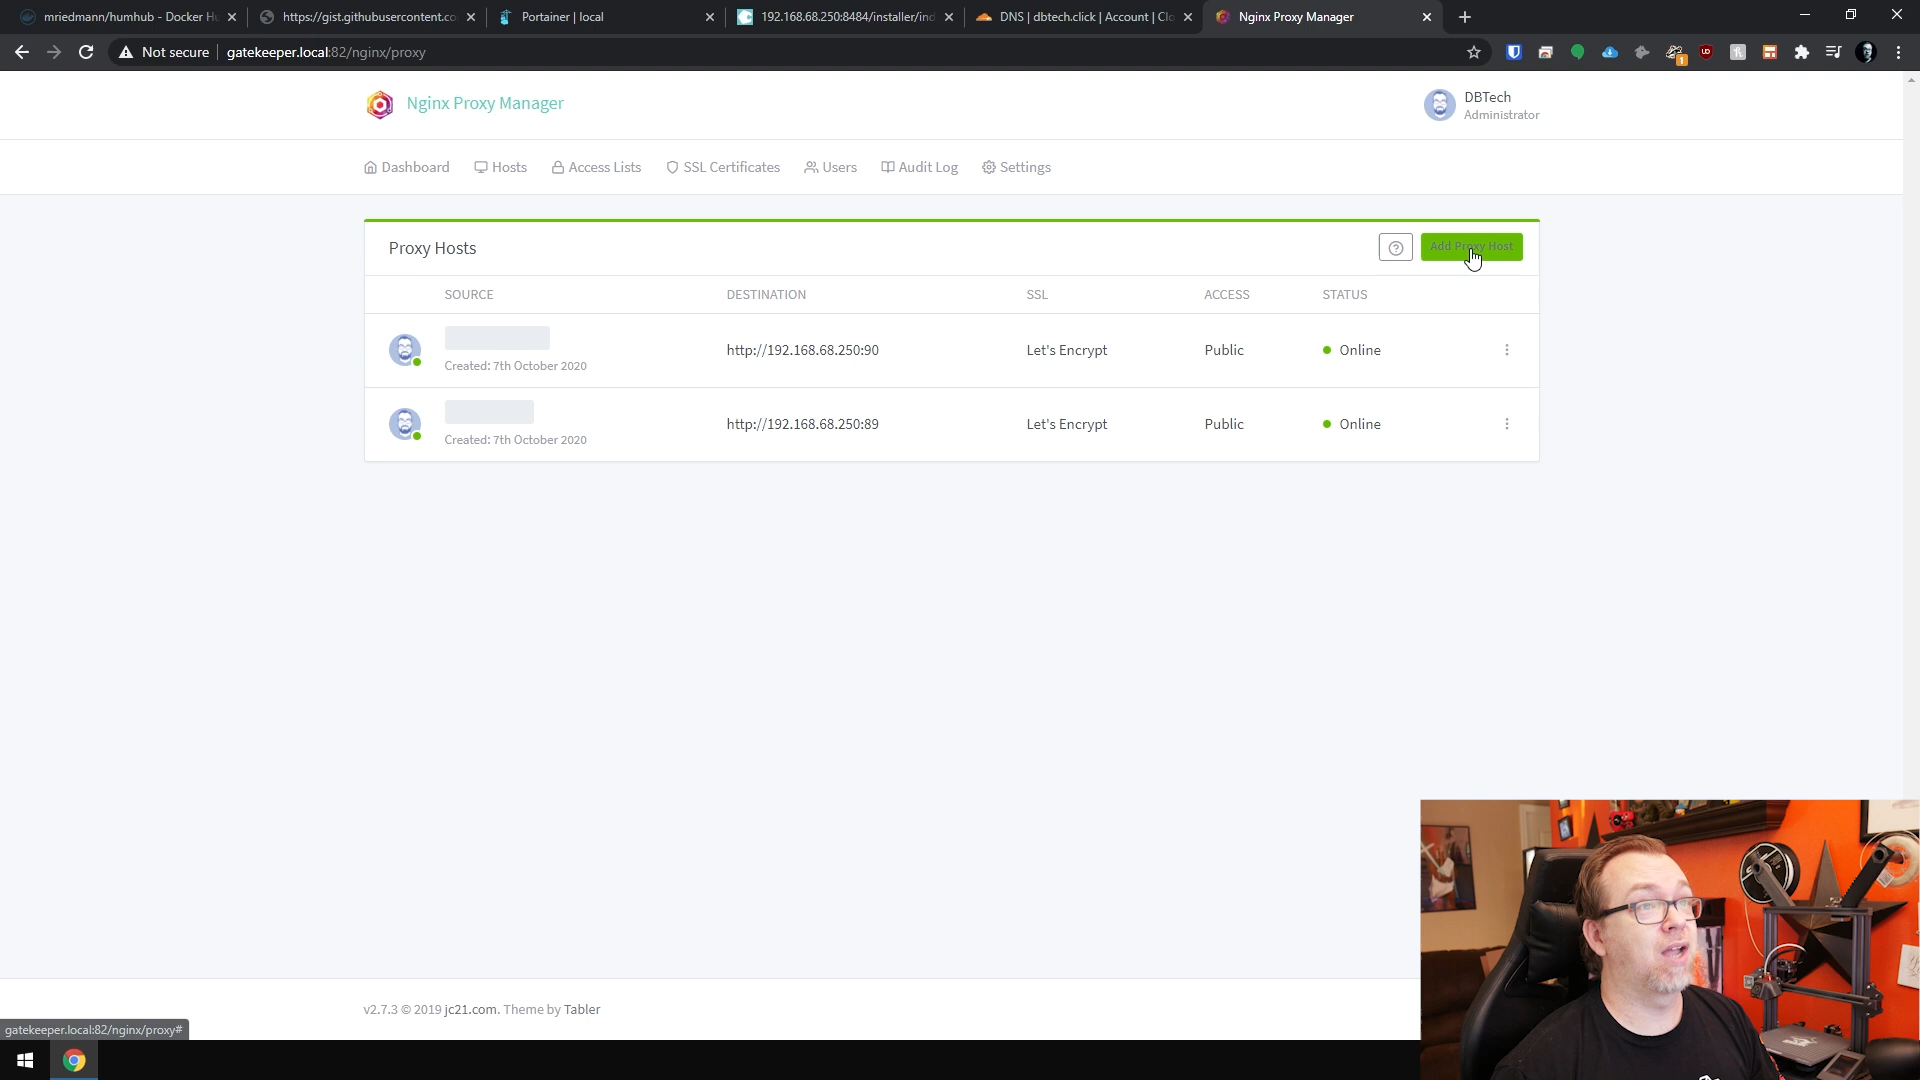 mriedmann/humhub - Docker Hu
https://gist.githubusercontent.co
Portainer | local
192.168.68.250:8484/installer/ind
DNS | dbtech.click | Account | Clo
Nginx Proxy Manager
Not secure
gatekeeper.local:82/nginx/proxy
1
Nginx Proxy Manager
DBTech
Administrator
Dashboard
Hosts
Access Lists
SSL Certificates
Users
Audit Log
Settings
Proxy Hosts
Add Proxy Host
SOURCE DESTINATION SSL ACCESS STATUS
http://192.168.68.250:90 Let's Encrypt Public Online
Created: 7th October 2020
http://192.168.68.250:89 Let's Encrypt Public Online
Created: 7th October 2020
v2.7.3 © 2019 jc21.com. Theme by Tabler
gatekeeper.local:82/nginx/proxy#